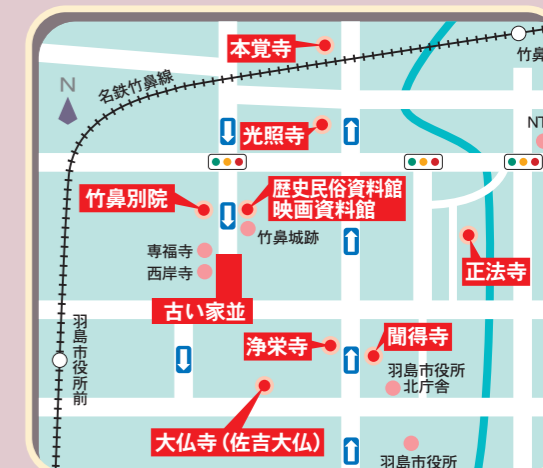 本覚寺
竹鼻
名鉄竹鼻線
N
NT
光照寺
竹鼻別院
歴史民俗資料館
映画資料館
竹鼻城跡
専福寺
西岸寺
正法寺
古い家並
羽島市役所前
浄栄寺
聞得寺
羽島市役所
北庁舎
大仏寺(佐吉大仏)
羽島市役所